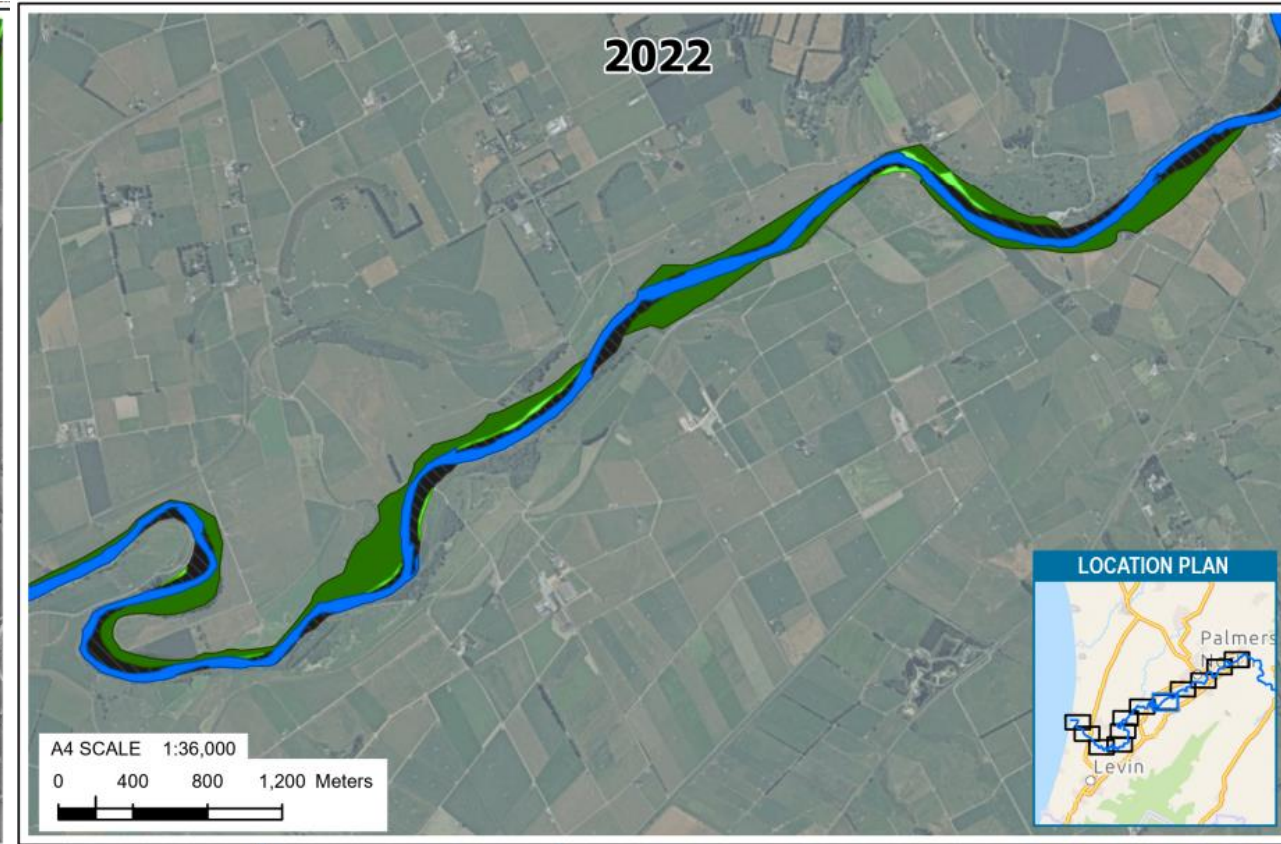 2022
LOCATION PLAN
Palmers
Levin
A4 SCALE 1:36,000
0 400 800 1,200 Meters